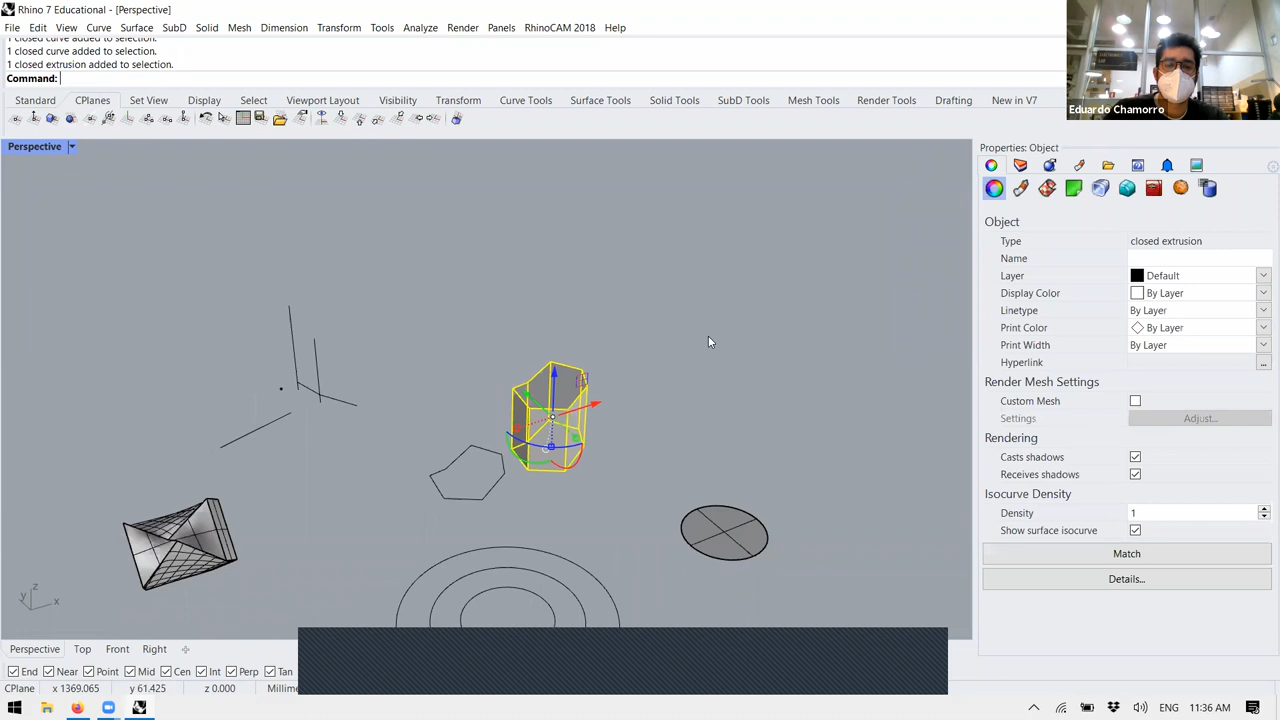 Rhino 7 Educational - [Perspective]
File Edit View Curve Surface SubD Solid Mesh Dimension Transform Tools Analyze Render Panels RhinoCAM 2018 Help
1 closed curve added to selection.
1 closed curve added to selection.
1 closed extrusion added to selection.
Command:
Standard CPlanes Set View Display Select Viewport Layout Visibility Transform Curve Tools Surface Tools Solid Tools SubD Tools Mesh Tools Render Tools Drafting New in V7
Eduardo Chamorro
Perspective
Properties: Object
Object
Type closed extrusion
Name
Layer Default
Display Color By Layer
Linetype By Layer
Print Color By Layer
Print Width By Layer
Hyperlink ...
Render Mesh Settings
Custom Mesh
Settings Adjust...
Rendering
Casts shadows
Receives shadows
Isocurve Density
Density 1
Show surface isocurve
Match
Details...
z
y x
Perspective Top Front Right
End Near Point Mid Cen Int Perp Tan
CPlane x 1369.065 y 61.425 z 0.000
ENG 11:36 AM